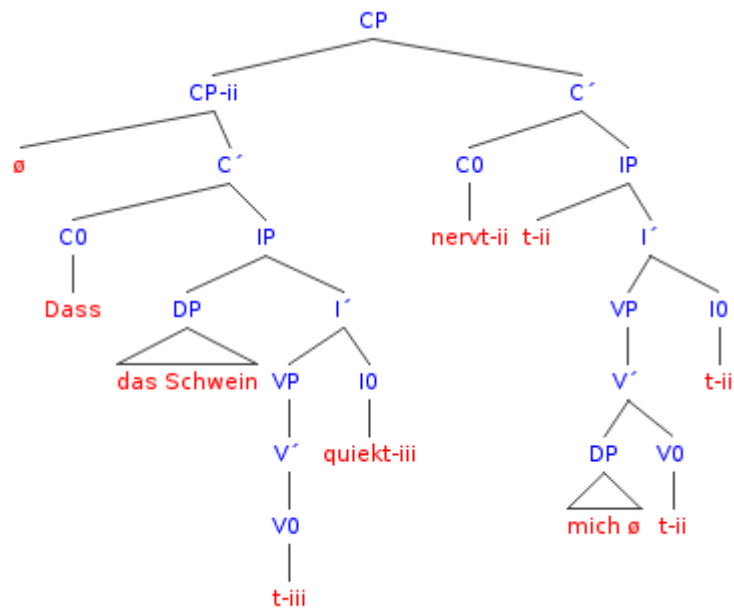 CP
CP-ii C´
ø C´ C0 IP
C0 IP nervt-ii t-ii I´
Dass DP I´ VP I0
das Schwein VP I0 V´ t-ii
V´ quiekt-iii DP V0
V0 mich ø t-ii
t-iii